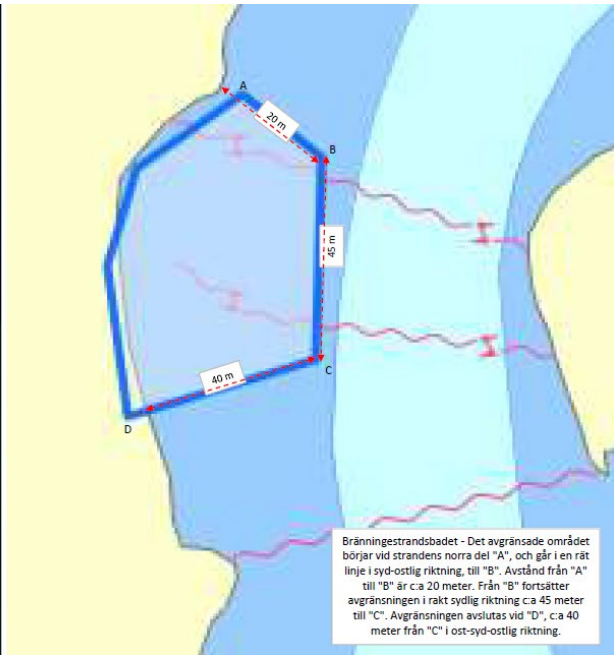 A
20 m
B
45 m
40 m
C
D
Bränningestrandsbadet - Det avgränsade området
börjar vid strandens norra del "A", och går i en rät
linje i syd-ostlig riktning, till "B". Avstånd från "A"
till "B" är c:a 20 meter. Från "B" fortsätter
avgränsningen i rakt sydlig riktning c:a 45 meter
till "C". Avgränsningen avslutas vid "D", c:a 40
meter från "C" i ost-syd-ostlig riktning.